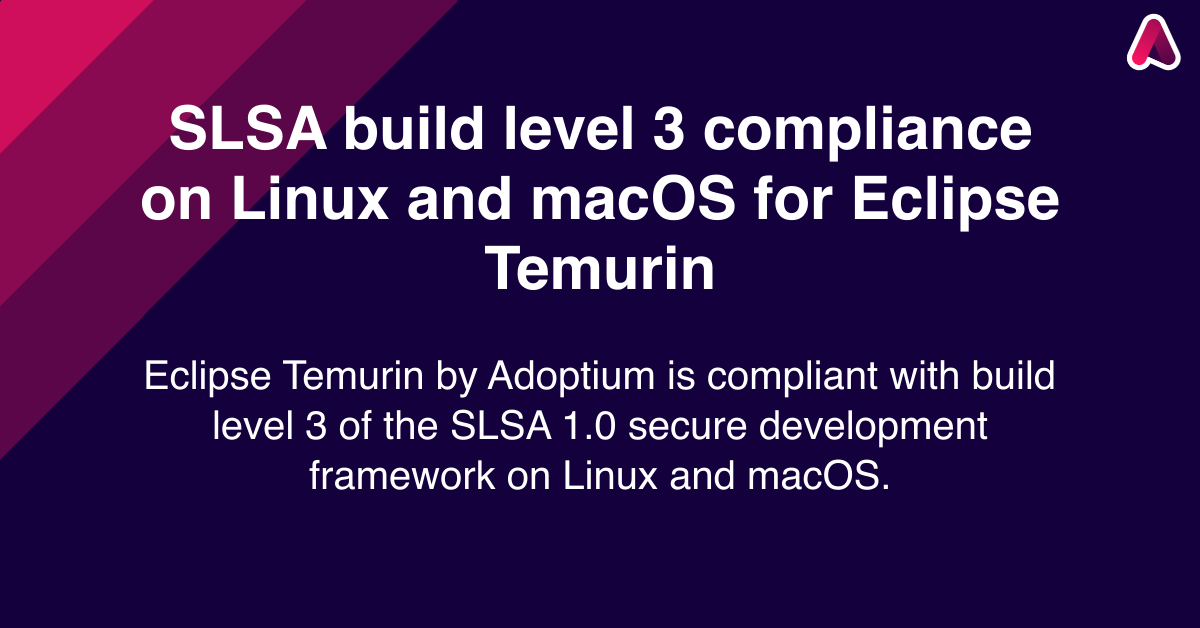 SLSA build level 3 compliance
on Linux and macOS for Eclipse
Temurin
Eclipse Temurin by Adoptium is compliant with build
level 3 of the SLSA 1.0 secure development
framework on Linux and macOS.